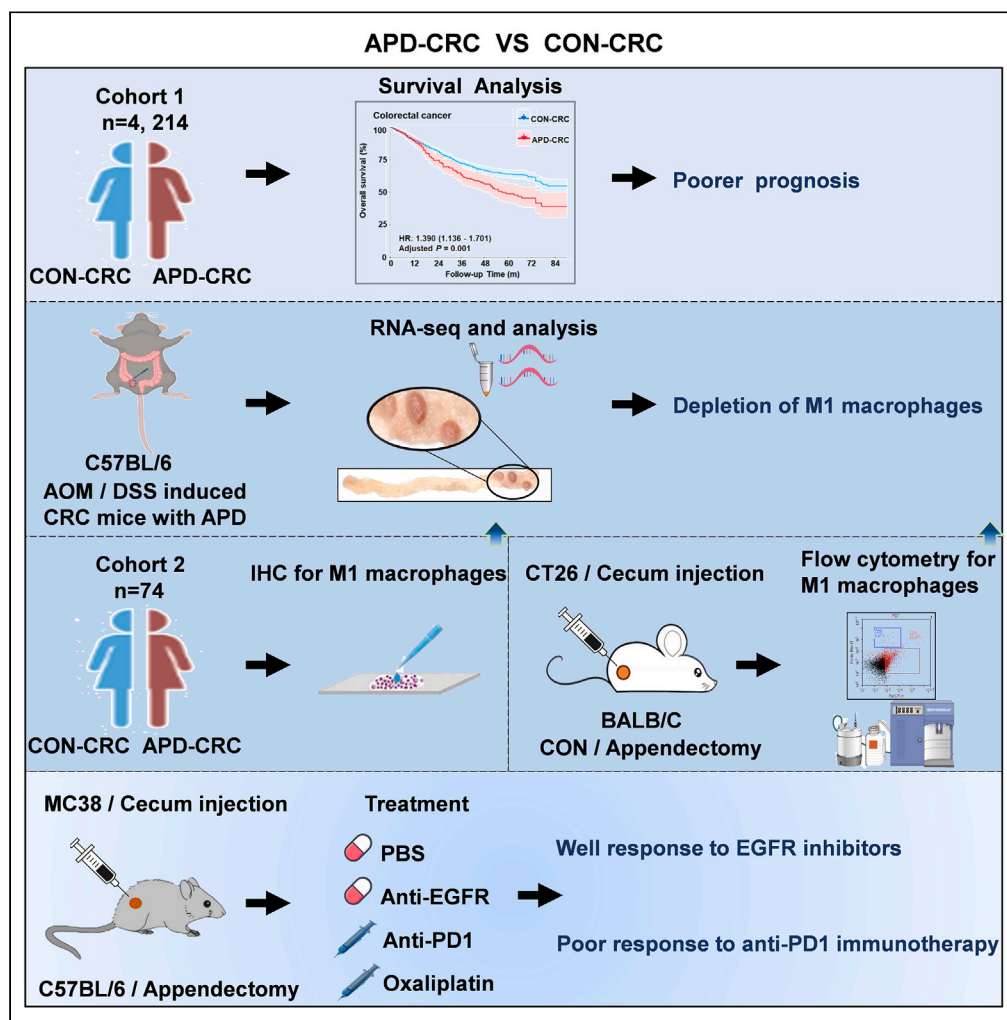 APD-CRC VS CON-CRC
Cohort 1
n=4, 214
CON-CRC APD-CRC
Survival Analysis
Colorectal cancer
CON-CRC
APD-CRC
Overall survival (%)
100
75
50
25
0
HR: 1.390 (1.136 - 1.701)
Adjusted P = 0.001
0 12 24 36 48 60 72 84
Follow-up Time (m)
Poorer prognosis
C57BL/6
AOM / DSS induced
CRC mice with APD
RNA-seq and analysis
Depletion of M1 macrophages
Cohort 2
n=74
CON-CRC APD-CRC
IHC for M1 macrophages
CT26 / Cecum injection
BALB/C
CON / Appendectomy
Flow cytometry for
M1 macrophages
MC38 / Cecum injection
C57BL/6 / Appendectomy
Treatment
PBS
Anti-EGFR
Anti-PD1
Oxaliplatin
Well response to EGFR inhibitors
Poor response to anti-PD1 immunotherapy